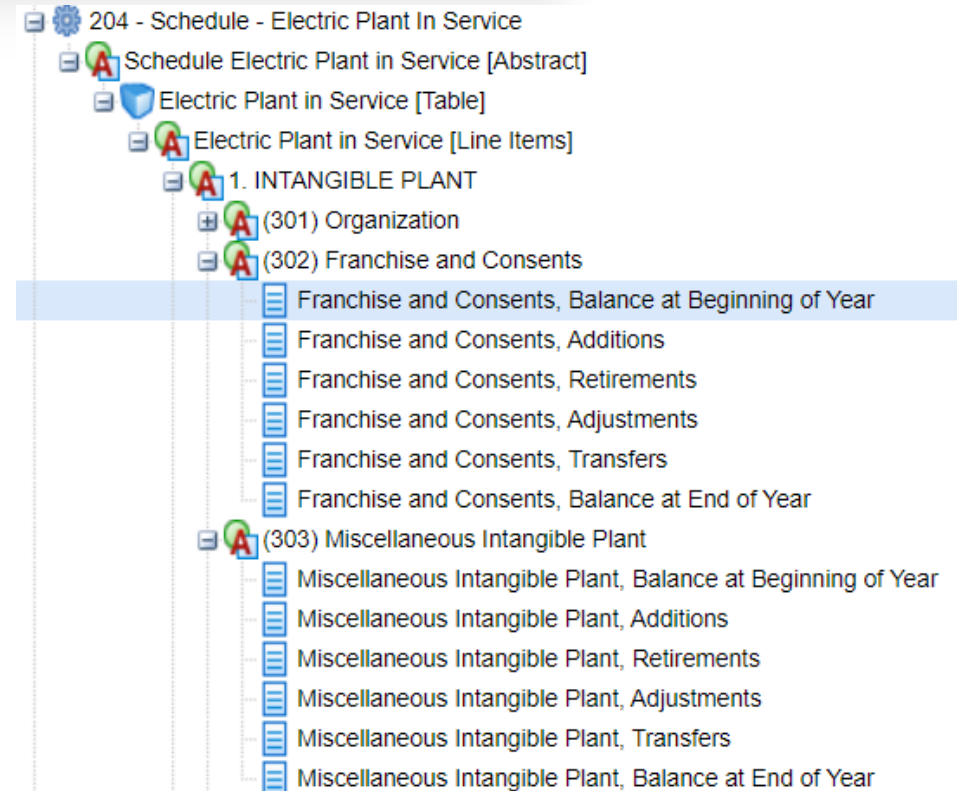 204 - Schedule - Electric Plant In Service
Schedule Electric Plant in Service [Abstract]
Electric Plant in Service [Table]
Electric Plant in Service [Line Items]
1. INTANGIBLE PLANT
(301) Organization
(302) Franchise and Consents
Franchise and Consents, Balance at Beginning of Year
Franchise and Consents, Additions
Franchise and Consents, Retirements
Franchise and Consents, Adjustments
Franchise and Consents, Transfers
Franchise and Consents, Balance at End of Year
(303) Miscellaneous Intangible Plant
Miscellaneous Intangible Plant, Balance at Beginning of Year
Miscellaneous Intangible Plant, Additions
Miscellaneous Intangible Plant, Retirements
Miscellaneous Intangible Plant, Adjustments
Miscellaneous Intangible Plant, Transfers
Miscellaneous Intangible Plant, Balance at End of Year